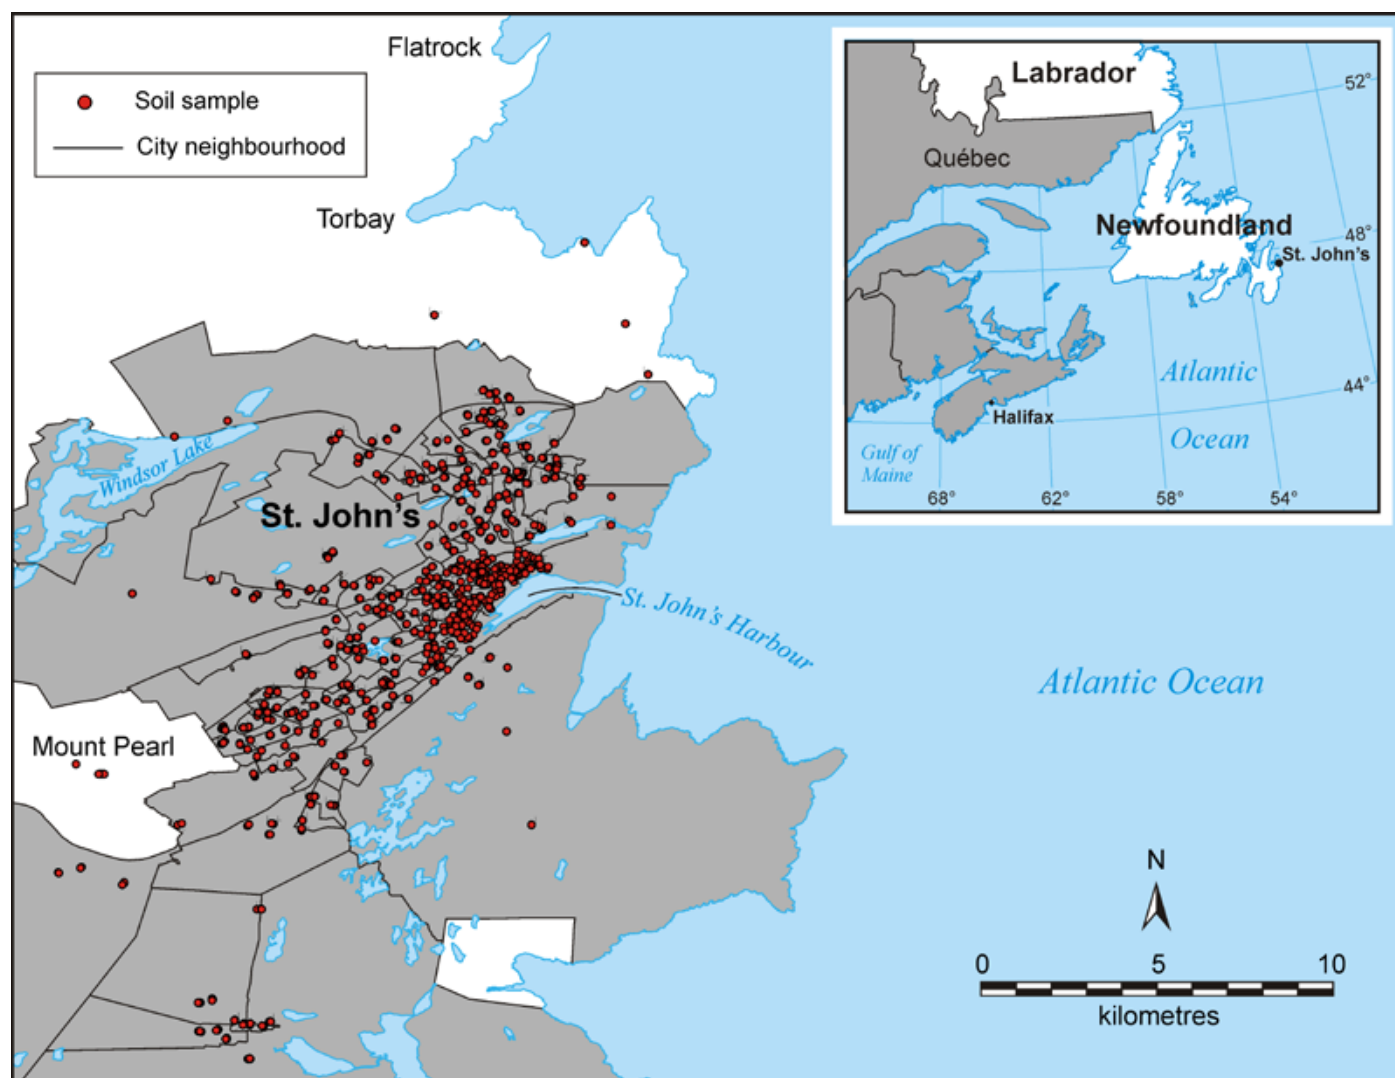 Flatrock
Soil sample
City neighbourhood
Torbay
Windsor Lake
St. John's
St. John's Harbour
Mount Pearl
Atlantic Ocean
N
0 5 10
kilometres
Labrador
52°
Québec
Newfoundland
48°
St. John's
Atlantic
Ocean
44°
Halifax
Gulf of
Maine
68° 62° 58° 54°